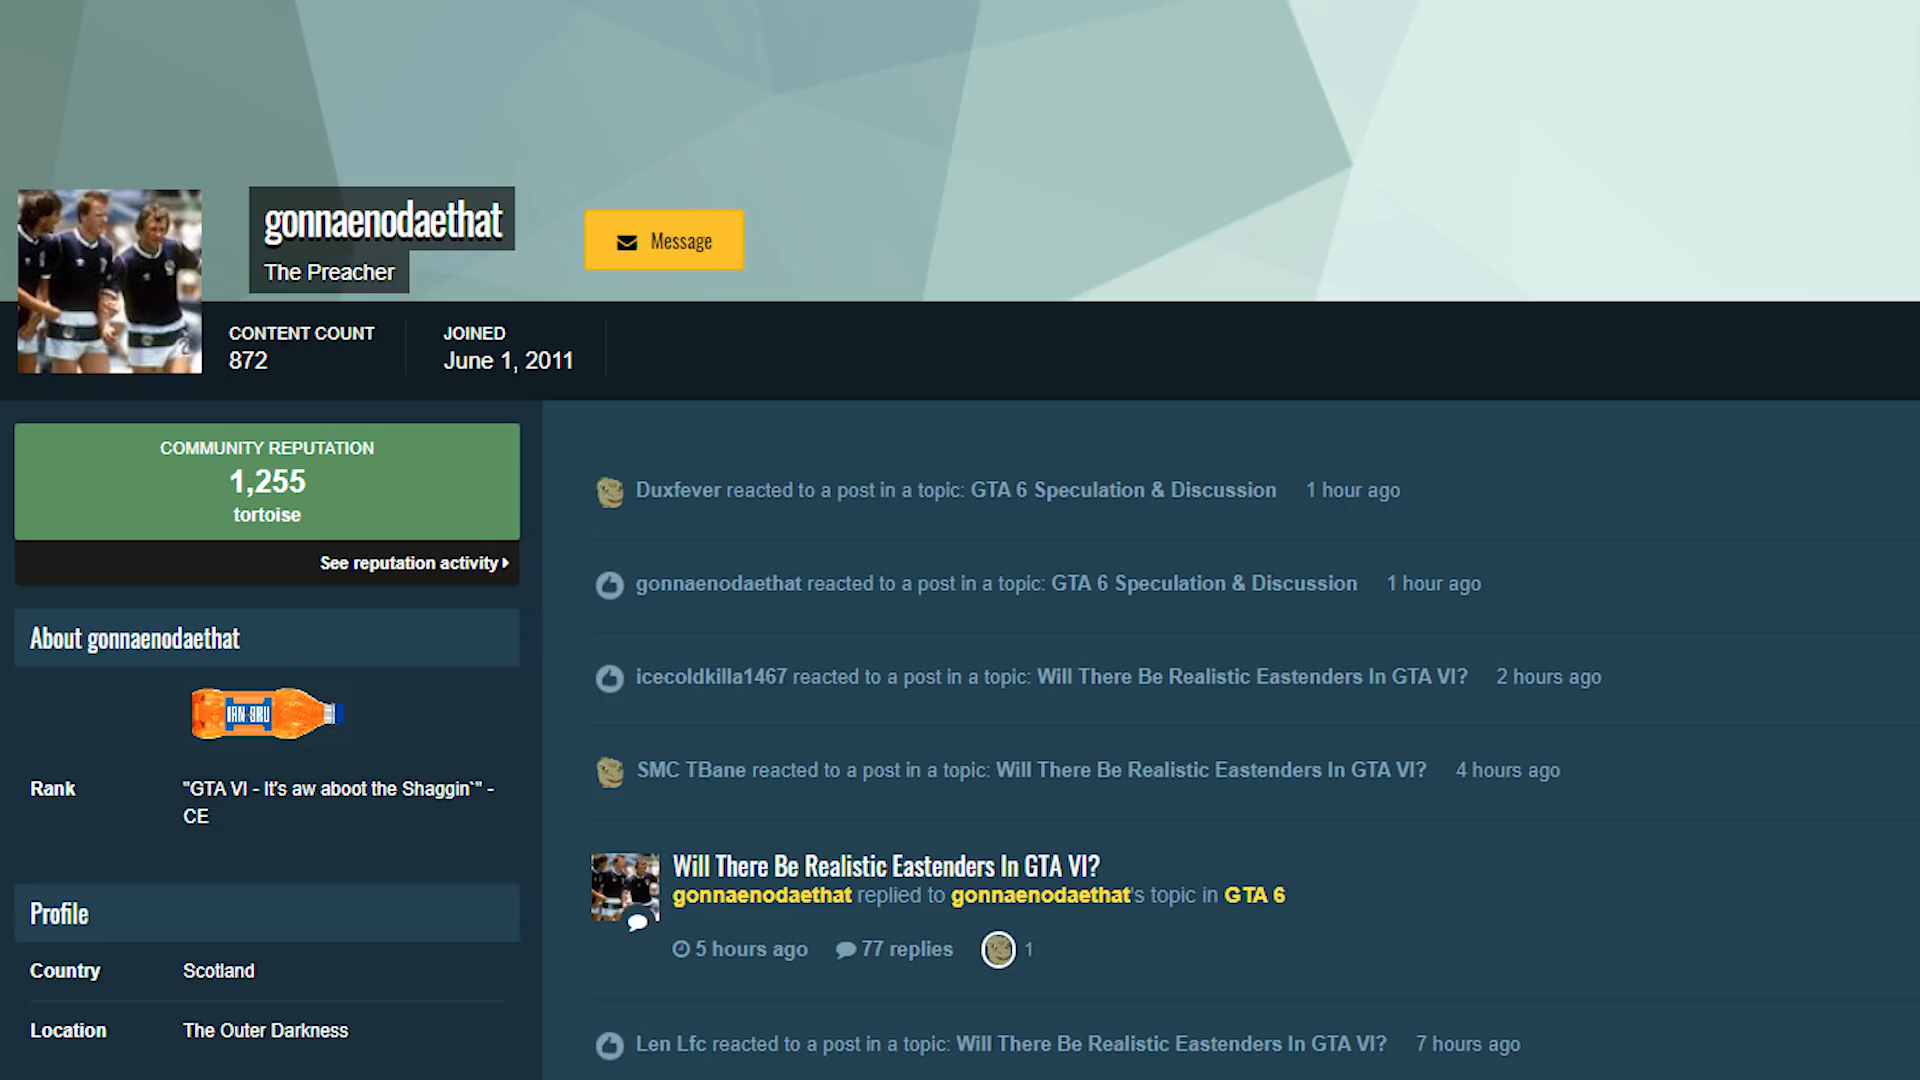 gonnaenodaethat
The Preacher
Message
CONTENT COUNT
872
JOINED
June 1, 2011
COMMUNITY REPUTATION
1,255
tortoise
See reputation activity
About gonnaenodaethat
IRN-BRU
Rank
"GTA VI - It's aw aboot the Shaggin`" -
CE
Profile
Country
Scotland
Location
The Outer Darkness
Duxfever reacted to a post in a topic: GTA 6 Speculation & Discussion 1 hour ago
gonnaenodaethat reacted to a post in a topic: GTA 6 Speculation & Discussion 1 hour ago
icecoldkilla1467 reacted to a post in a topic: Will There Be Realistic Eastenders In GTA VI? 2 hours ago
SMC TBane reacted to a post in a topic: Will There Be Realistic Eastenders In GTA VI? 4 hours ago
Will There Be Realistic Eastenders In GTA VI?
gonnaenodaethat replied to gonnaenodaethat's topic in GTA 6
5 hours ago 77 replies 1
Len Lfc reacted to a post in a topic: Will There Be Realistic Eastenders In GTA VI? 7 hours ago